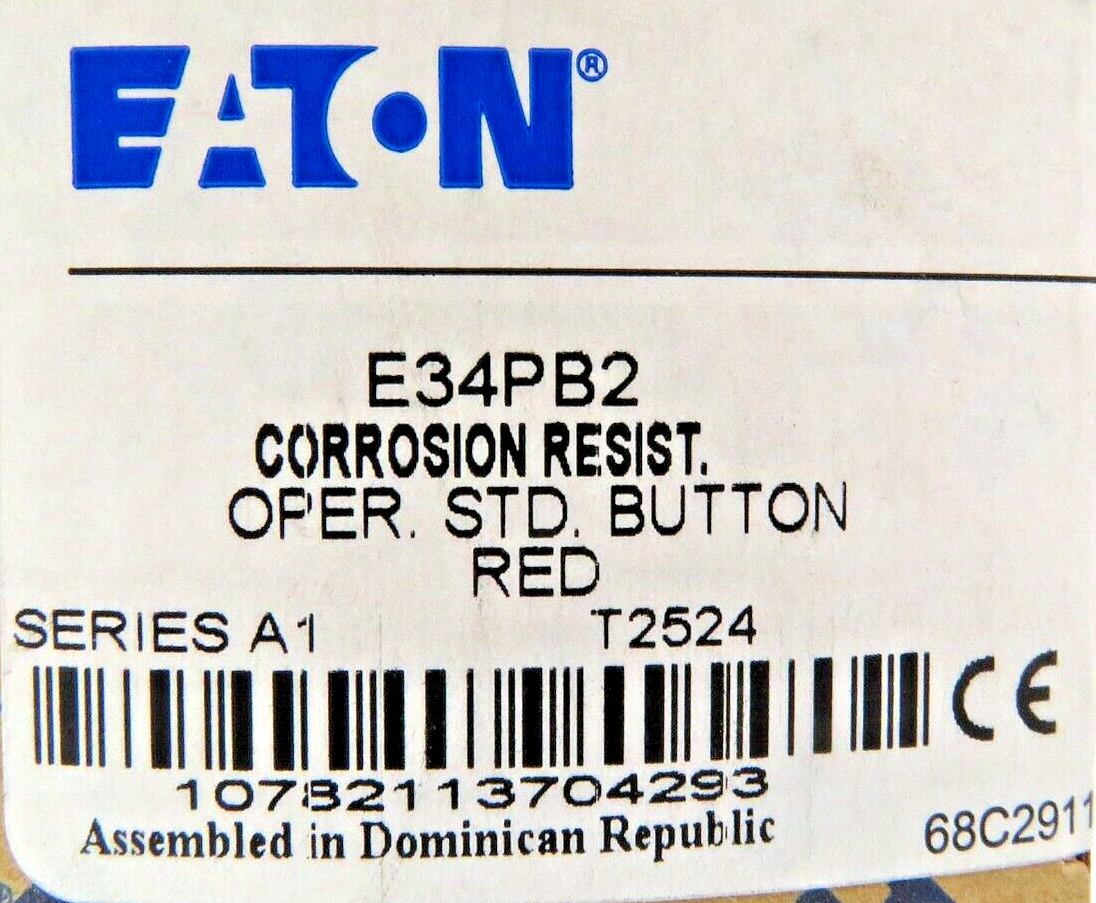 EATON®
E34PB2
CORROSION RESIST.
OPER. STD. BUTTON
RED
SERIES A1 T2524
CE
10782113704293
Assembled in Dominican Republic
68C2911